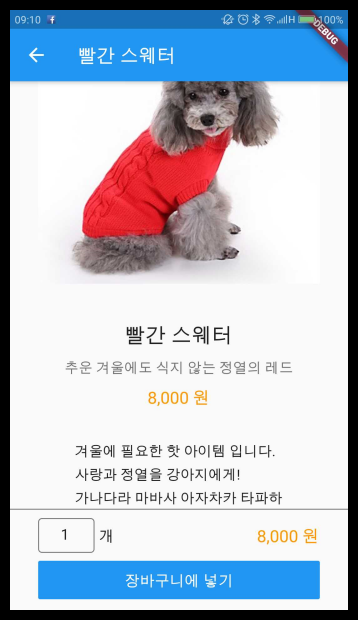 09:10 H 100%
DEBUG
빨간 스웨터
빨간 스웨터
추운 겨울에도 식지 않는 정열의 레드
8,000 원
겨울에 필요한 핫 아이템 입니다.
사랑과 정열을 강아지에게!
가나다라 마바사 아자차카 타파하
1 개 8,000 원
장바구니에 넣기